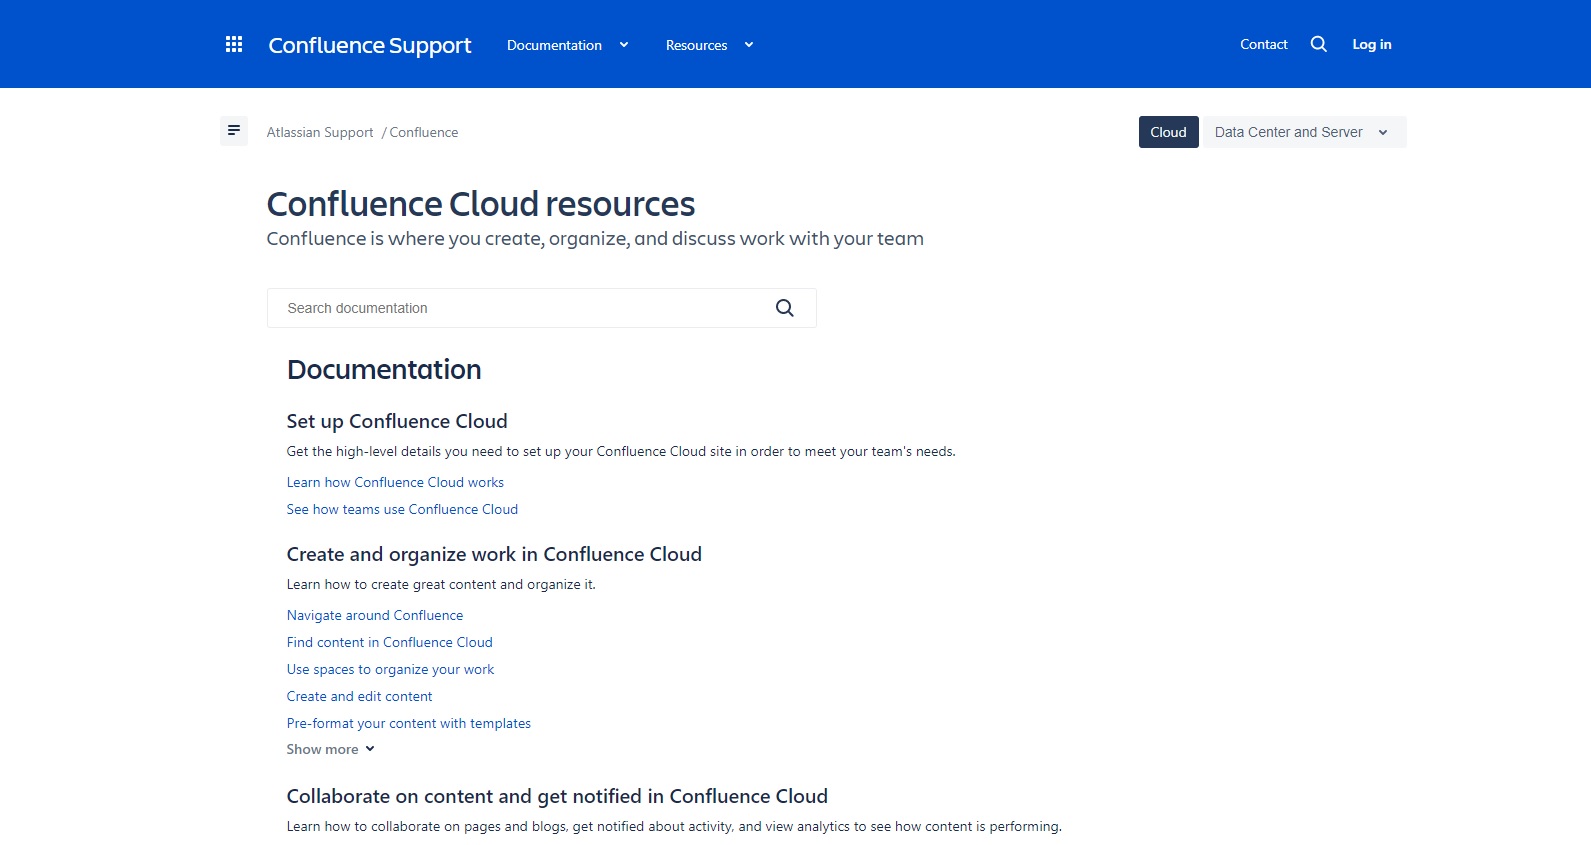 Confluence Support
Documentation
Resources
Contact
Log in
Atlassian Support / Confluence
Cloud
Data Center and Server
Confluence Cloud resources
Confluence is where you create, organize, and discuss work with your team
Search documentation
Documentation
Set up Confluence Cloud
Get the high-level details you need to set up your Confluence Cloud site in order to meet your team's needs.
Learn how Confluence Cloud works
See how teams use Confluence Cloud
Create and organize work in Confluence Cloud
Learn how to create great content and organize it.
Navigate around Confluence
Find content in Confluence Cloud
Use spaces to organize your work
Create and edit content
Pre-format your content with templates
Show more
Collaborate on content and get notified in Confluence Cloud
Learn how to collaborate on pages and blogs, get notified about activity, and view analytics to see how content is performing.